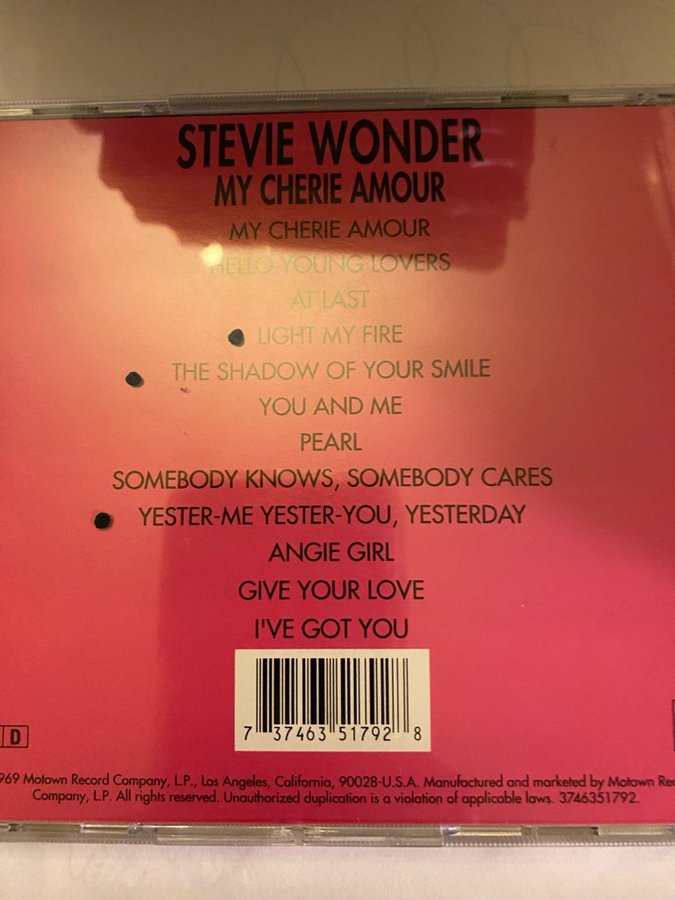 STEVIE WONDER
MY CHERIE AMOUR
MY CHERIE AMOUR
HELLO YOUNG LOVERS
AT LAST
LIGHT MY FIRE
THE SHADOW OF YOUR SMILE
YOU AND ME
PEARL
SOMEBODY KNOWS, SOMEBODY CARES
YESTER-ME YESTER-YOU, YESTERDAY
ANGIE GIRL
GIVE YOUR LOVE
I'VE GOT YOU
7 37463 51792 8
D
969 Motown Record Company, L.P., Los Angeles, California, 90028-U.S.A. Manufactured and marketed by Motown Rec
Company, L.P. All rights reserved. Unauthorized duplication is a violation of applicable laws. 3746351792.